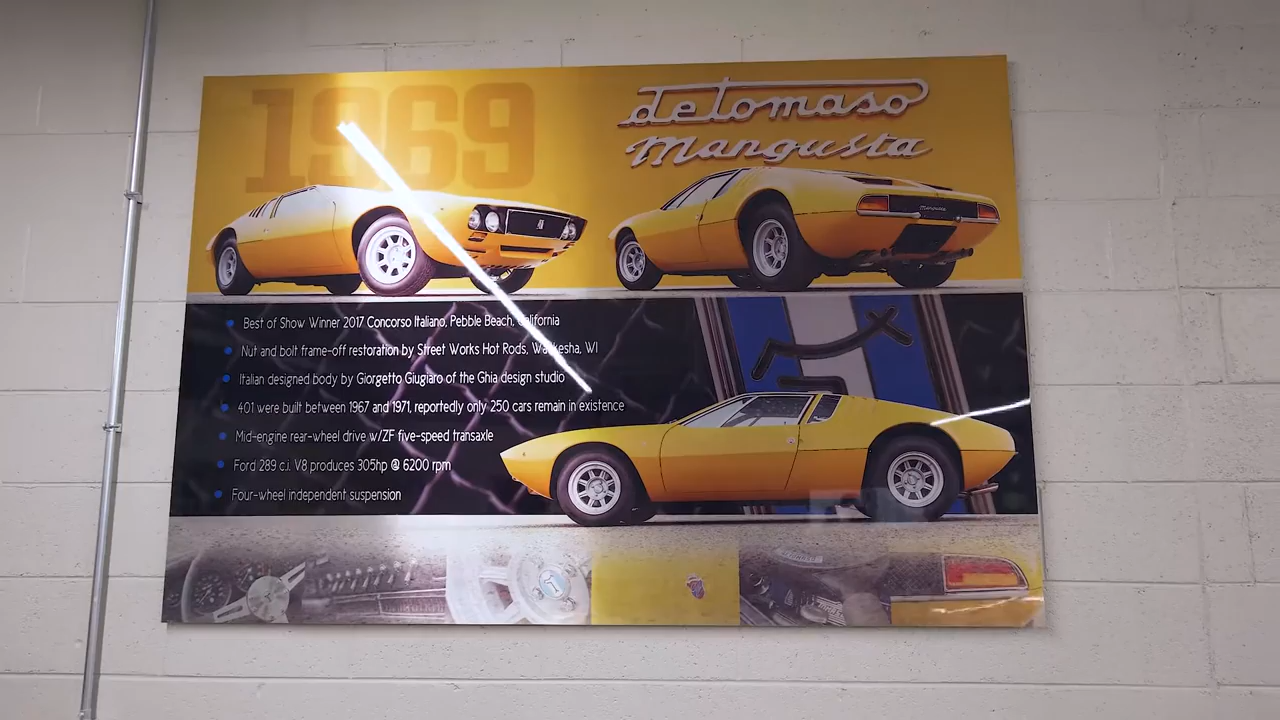 1969
deTomaso
Mangusta
Mangusta
Best of Show Winner 2017 Concorso Italiano, Pebble Beach, California
Nut and bolt frame-off restoration by Street Works Hot Rods, Waukesha, WI
Italian designed body by Giorgetto Giugiaro of the Ghia design studio
401 were built between 1967 and 1971, reportedly only 250 cars remain in existence
Mid-engine rear-wheel drive w/ZF five-speed transaxle
Ford 289 c.i. V8 produces 305hp @ 6200 rpm
Four-wheel independent suspension